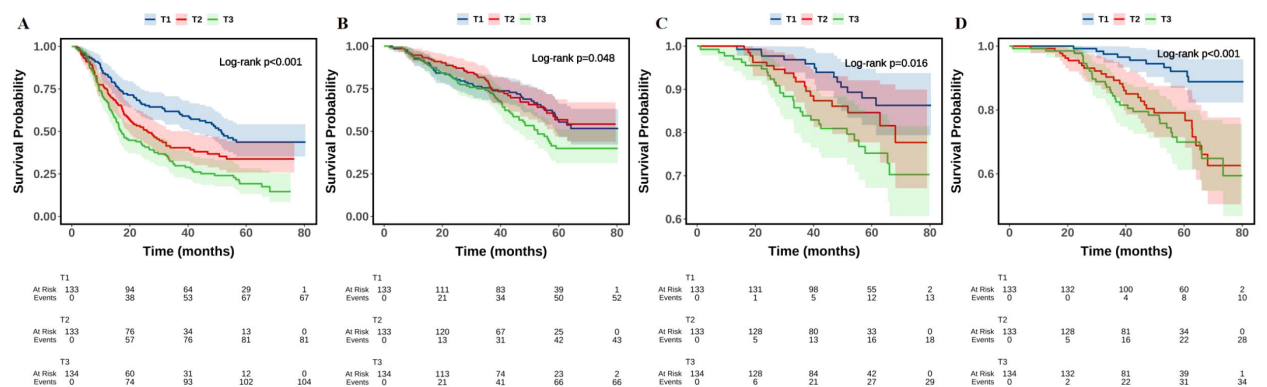 A
T1 T2 T3
Log-rank p<0.001
Survival Probability
1.00
0.75
0.50
0.25
0.00
0 20 40 60 80
Time (months)
T1
At Risk 133 94 64 29 1
Events 0 38 53 67 67
T2
At Risk 133 76 34 13 0
Events 0 57 76 81 81
T3
At Risk 134 60 31 12 0
Events 0 74 93 102 104
B
T1 T2 T3
Log-rank p=0.048
Survival Probability
1.00
0.75
0.50
0.25
0.00
0 20 40 60 80
Time (months)
T1
At Risk 133 111 83 39 1
Events 0 21 34 50 52
T2
At Risk 133 120 67 25 0
Events 0 13 31 42 43
T3
At Risk 134 113 74 23 2
Events 0 21 41 66 66
C
T1 T2 T3
Log-rank p=0.016
Survival Probability
1.0
0.9
0.8
0.7
0.6
0 20 40 60 80
Time (months)
T1
At Risk 133 131 98 55 2
Events 0 1 5 12 13
T2
At Risk 133 128 80 33 0
Events 0 5 13 16 18
T3
At Risk 134 128 84 42 0
Events 0 6 21 27 29
D
T1 T2 T3
Log-rank p<0.001
Survival Probability
1.0
0.8
0.6
0 20 40 60 80
Time (months)
T1
At Risk 133 132 100 60 2
Events 0 0 4 8 10
T2
At Risk 133 128 81 34 0
Events 0 5 16 22 28
T3
At Risk 134 132 81 39 1
Events 0 2 22 31 34